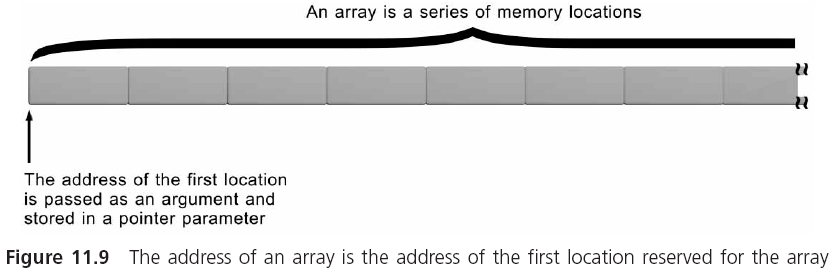 An array is a series of memory locations
The address of the first location
is passed as an argument and
stored in a pointer parameter
Figure 11.9 The address of an array is the address of the first location reserved for the array